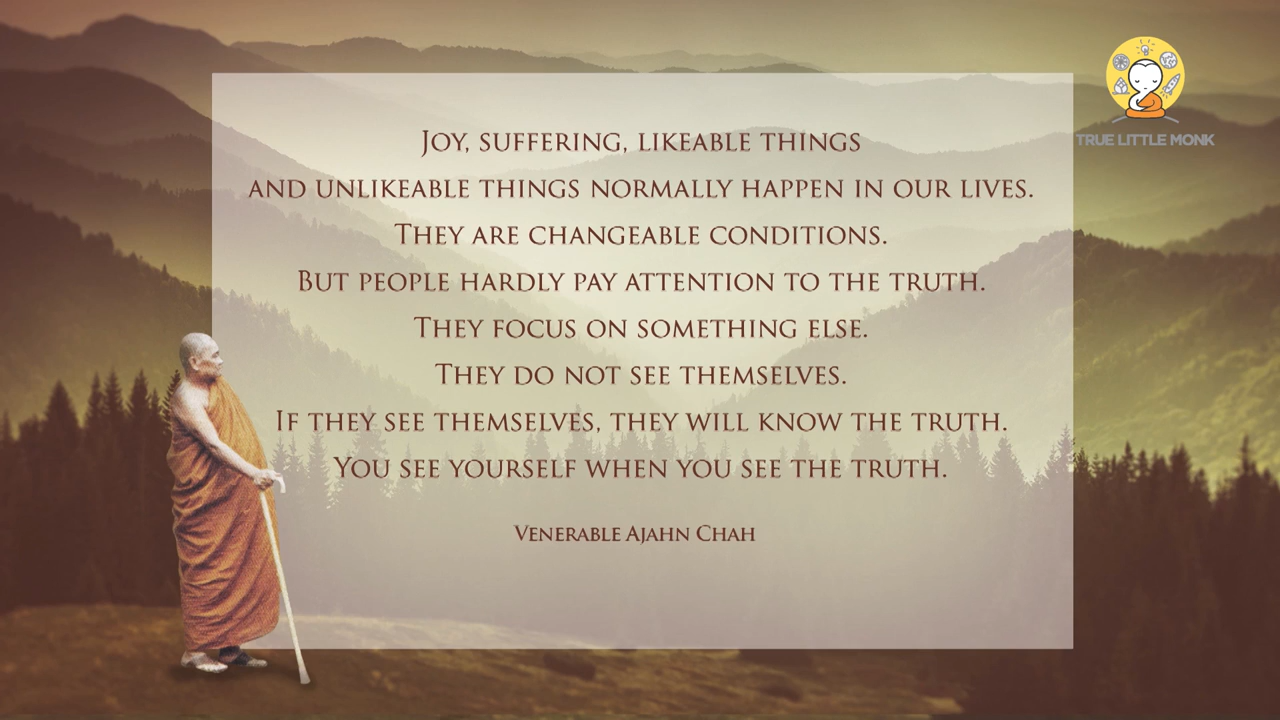 Joy, suffering, likeable things
and unlikeable things normally happen in our lives.
They are changeable conditions.
But people hardly pay attention to the truth.
They focus on something else.
They do not see themselves.
If they see themselves, they will know the truth.
You see yourself when you see the truth.
Venerable Ajahn Chah
TRUE LITTLE MONK